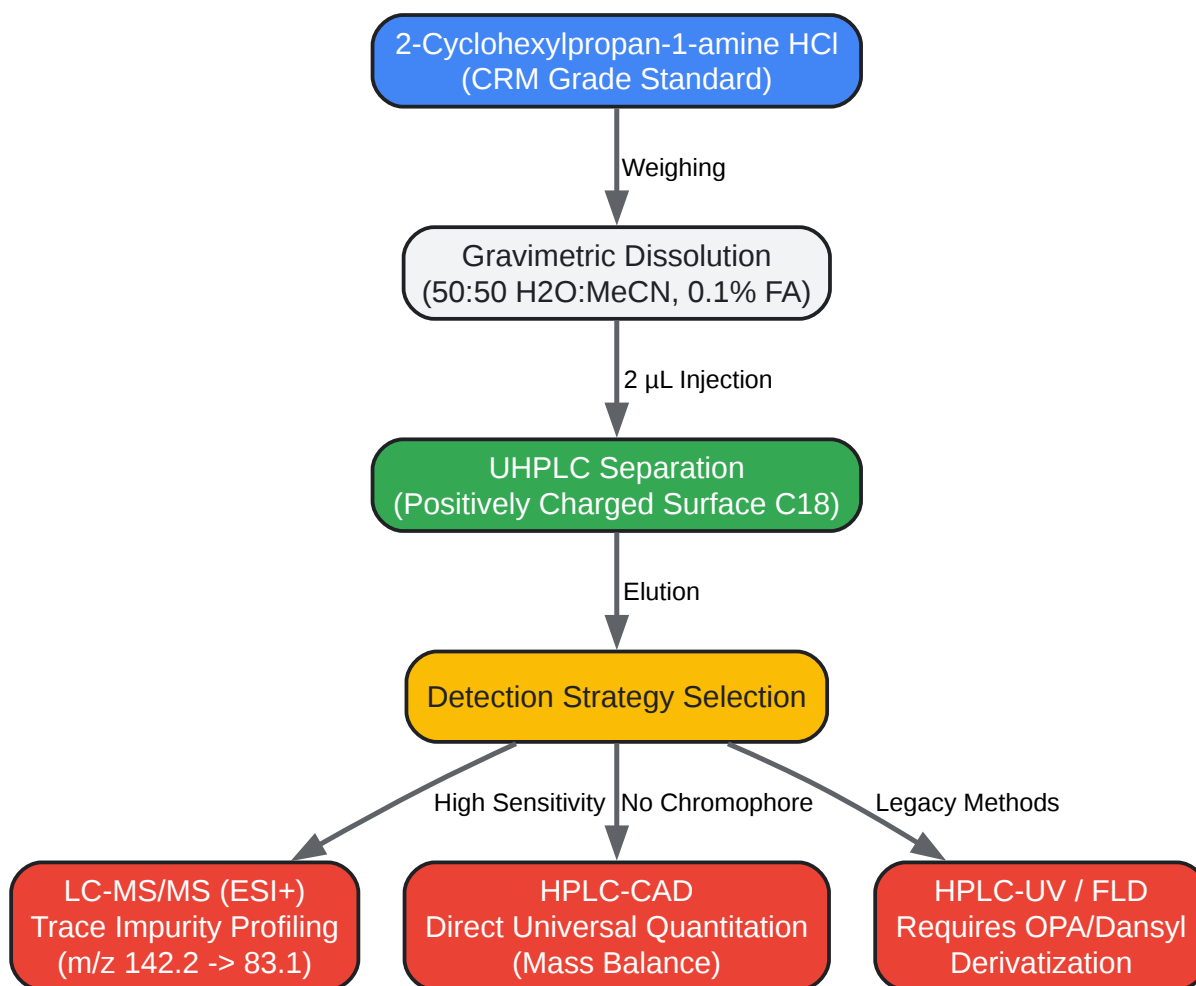 2-Cyclohexylpropan-1-amine HCl
(CRM Grade Standard)
Weighing
Gravimetric Dissolution
(50:50 H2O:MeCN, 0.1% FA)
2 µL Injection
UHPLC Separation
(Positively Charged Surface C18)
Elution
Detection Strategy Selection
High Sensitivity
No Chromophore
Legacy Methods
LC-MS/MS (ESI+)
Trace Impurity Profiling
(m/z 142.2 -> 83.1)
HPLC-CAD
Direct Universal Quantitation
(Mass Balance)
HPLC-UV / FLD
Requires OPA/Dansyl
Derivatization